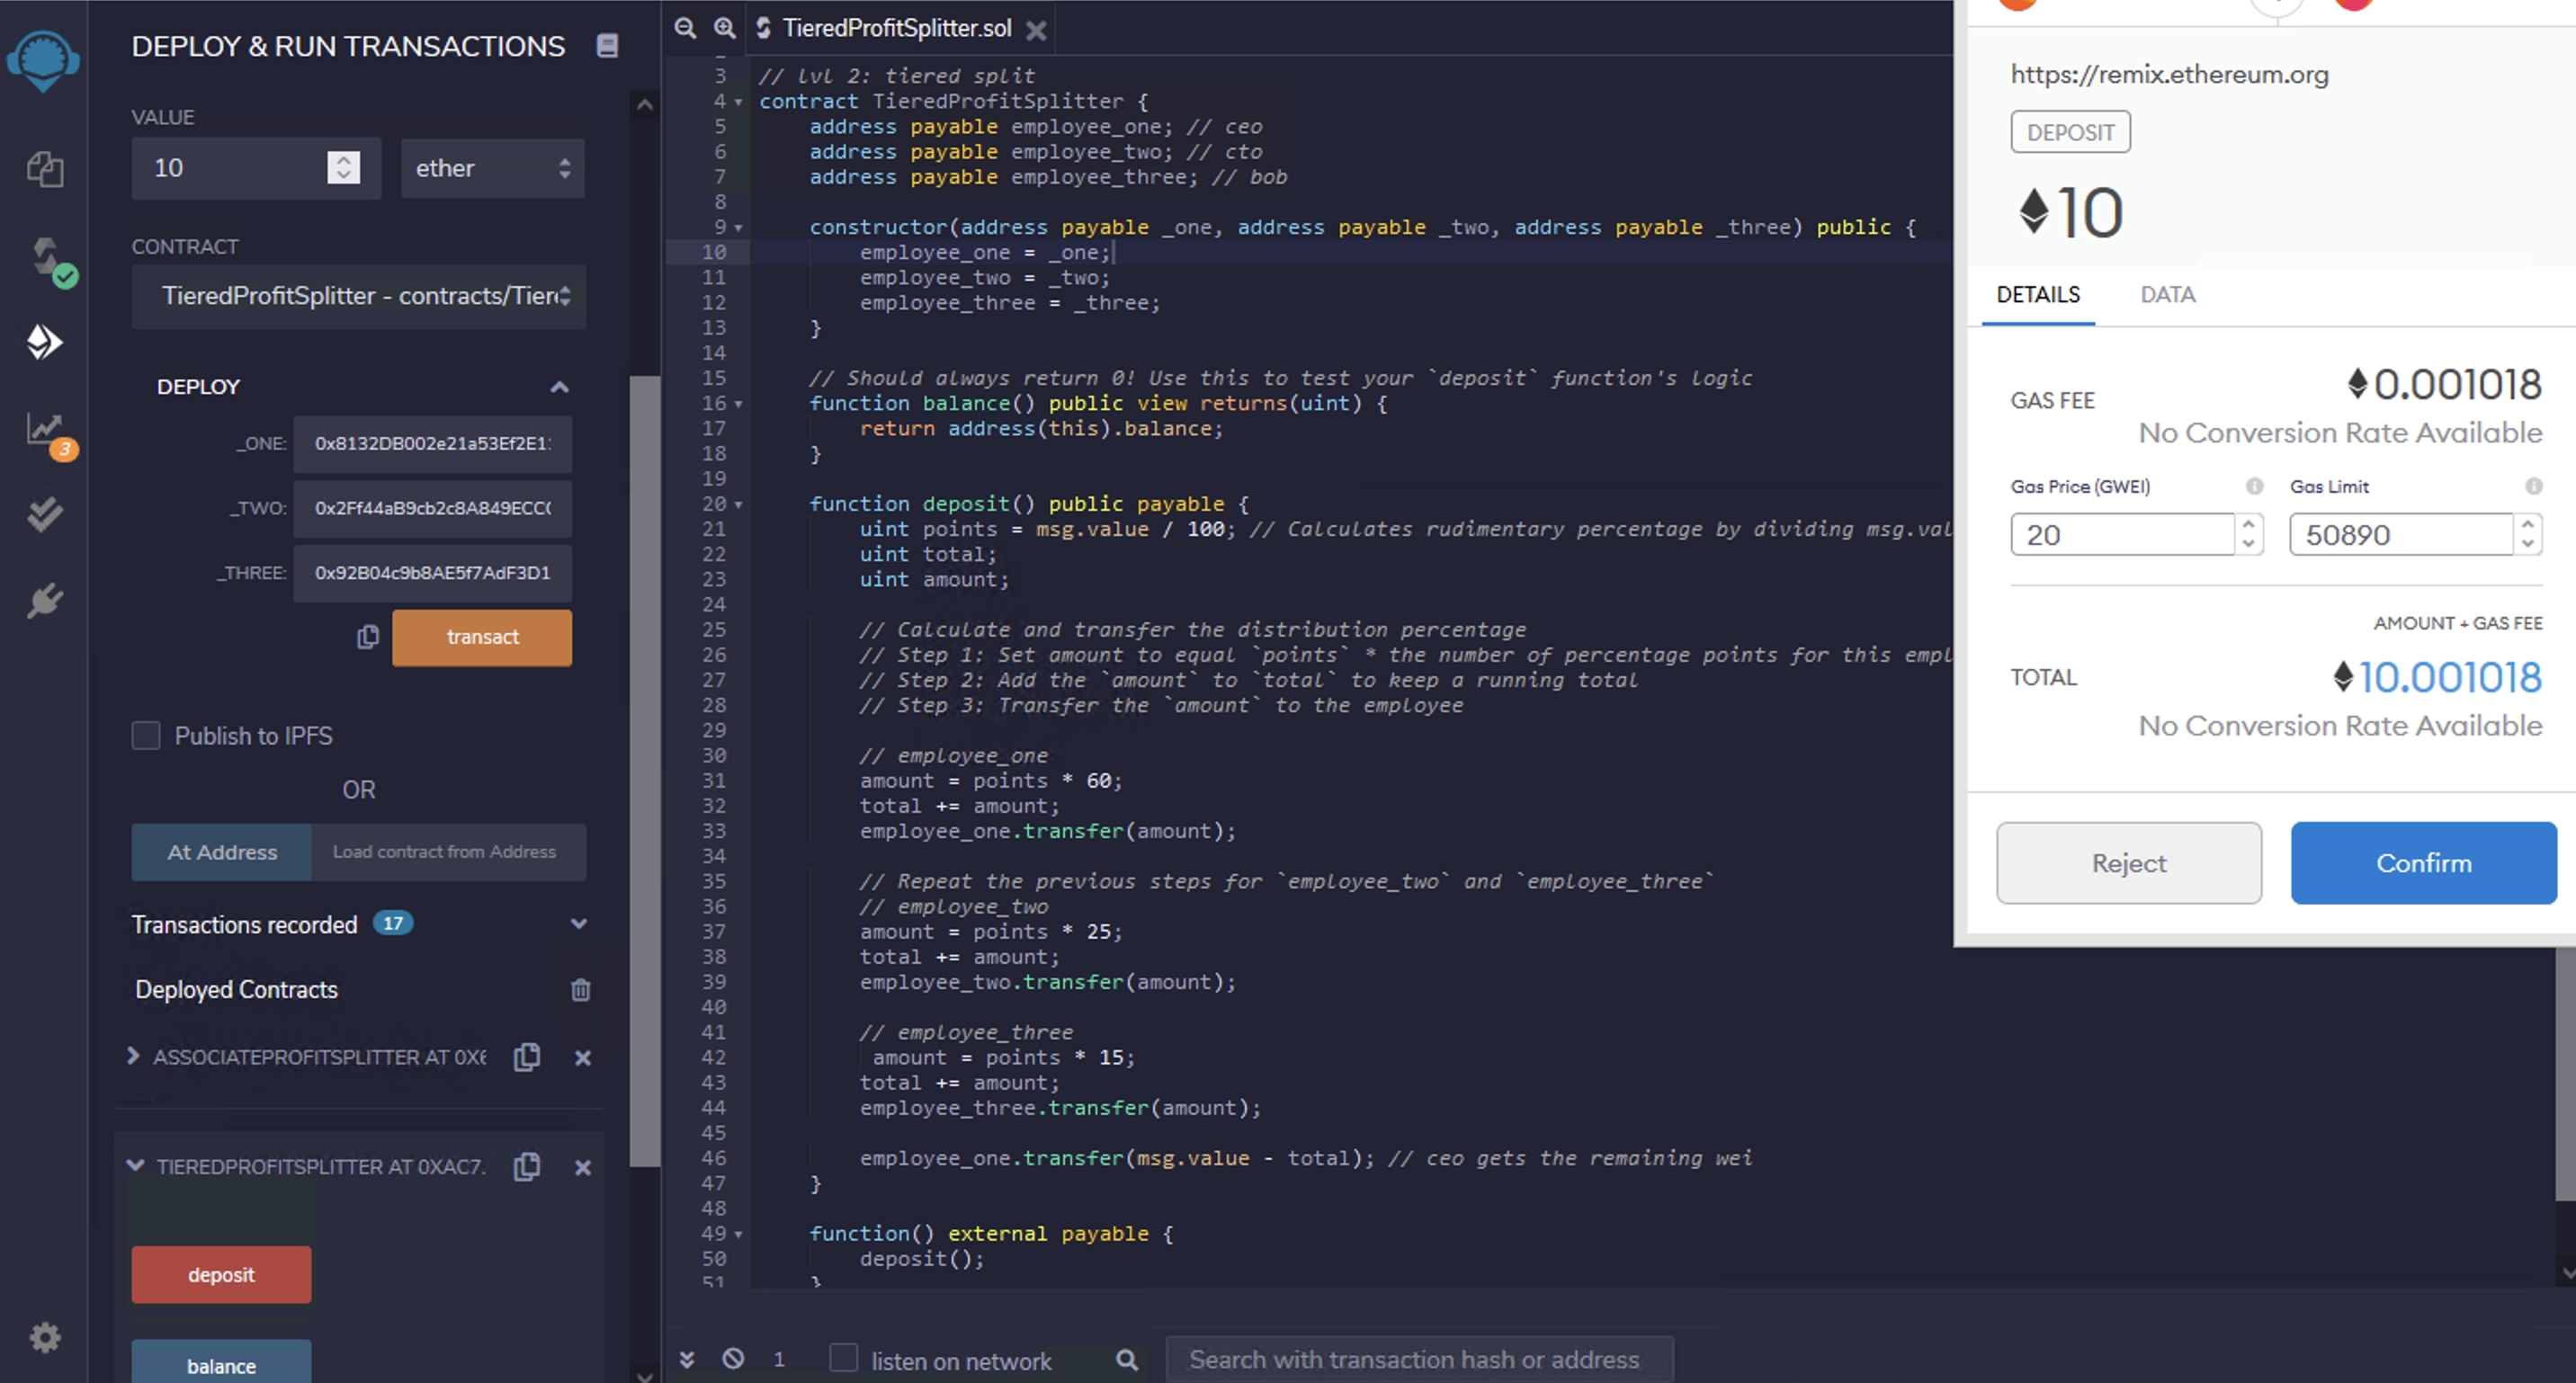 DEPLOY & RUN TRANSACTIONS
VALUE
10
ether
CONTRACT
TieredProfitSplitter - contracts/Tier
DEPLOY
_ONE: 0x8132DB002e21a53Ef2E1
_TWO: 0x2Ff44aB9cb2c8A849ECC
_THREE: 0x92B04c9b8AE5f7AdF3D1
transact
Publish to IPFS
OR
At Address Load contract from Address
Transactions recorded 17
Deployed Contracts
ASSOCIATEPROFITSPLITTER AT 0X6
TIEREDPROFITSPLITTER AT 0XAC7.
deposit
balance
3
TieredProfitSplitter.sol
3 // lvl 2: tiered split
4 contract TieredProfitSplitter {
5 address payable employee_one; // ceo
6 address payable employee_two; // cto
7 address payable employee_three; // bob
8
9 constructor(address payable _one, address payable _two, address payable _three) public {
10 employee_one = _one;
11 employee_two = _two;
12 employee_three = _three;
13 }
14
15 // Should always return 0! Use this to test your `deposit` function's logic
16 function balance() public view returns(uint) {
17 return address(this).balance;
18 }
19
20 function deposit() public payable {
21 uint points = msg.value / 100; // Calculates rudimentary percentage by dividing msg.val
22 uint total;
23 uint amount;
24
25 // Calculate and transfer the distribution percentage
26 // Step 1: Set amount to equal `points` * the number of percentage points for this empl
27 // Step 2: Add the `amount` to `total` to keep a running total
28 // Step 3: Transfer the `amount` to the employee
29
30 // employee_one
31 amount = points * 60;
32 total += amount;
33 employee_one.transfer(amount);
34
35 // Repeat the previous steps for `employee_two` and `employee_three`
36 // employee_two
37 amount = points * 25;
38 total += amount;
39 employee_two.transfer(amount);
40
41 // employee_three
42 amount = points * 15;
43 total += amount;
44 employee_three.transfer(amount);
45
46 employee_one.transfer(msg.value - total); // ceo gets the remaining wei
47 }
48
49 function() external payable {
50 deposit();
51 }
1 listen on network Search with transaction hash or address
https://remix.ethereum.org
DEPOSIT
10
DETAILS DATA
GAS FEE 0.001018
No Conversion Rate Available
Gas Price (GWEI) Gas Limit
20 50890
AMOUNT + GAS FEE
TOTAL 10.001018
No Conversion Rate Available
Reject Confirm